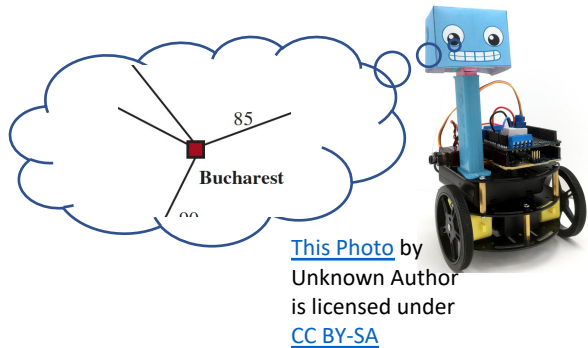 85
Bucharest
This Photo by
Unknown Author
is licensed under
CC BY-SA